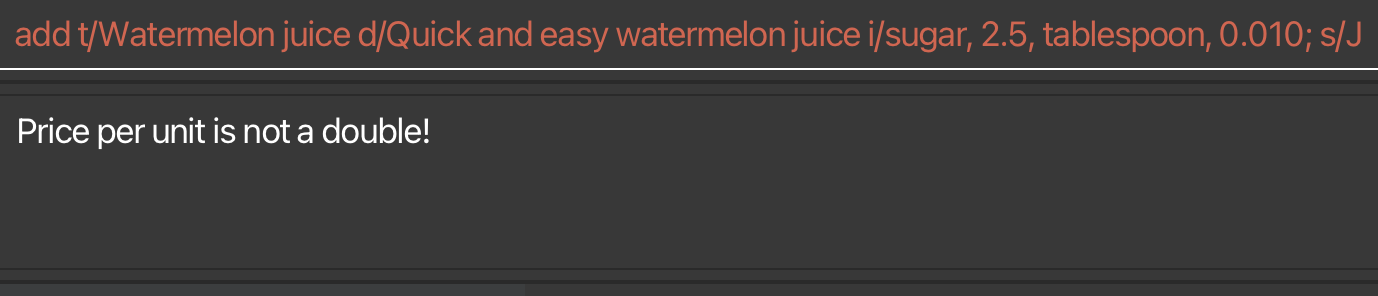 add t/Watermelon juice d/Quick and easy watermelon juice i/sugar, 2.5, tablespoon, 0.010; s/J
Price per unit is not a double!